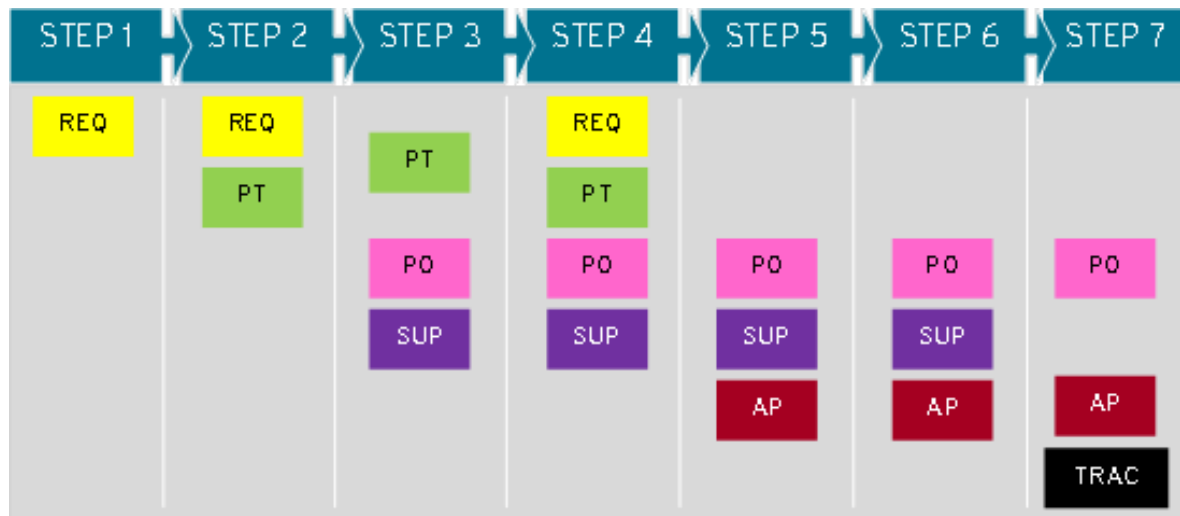 STEP 1 STEP 2 STEP 3 STEP 4 STEP 5 STEP 6 STEP 7
REQ REQ REQ
PT
PT PT
PO PO PO PO PO
SUP SUP SUP SUP
AP AP AP
TRAC